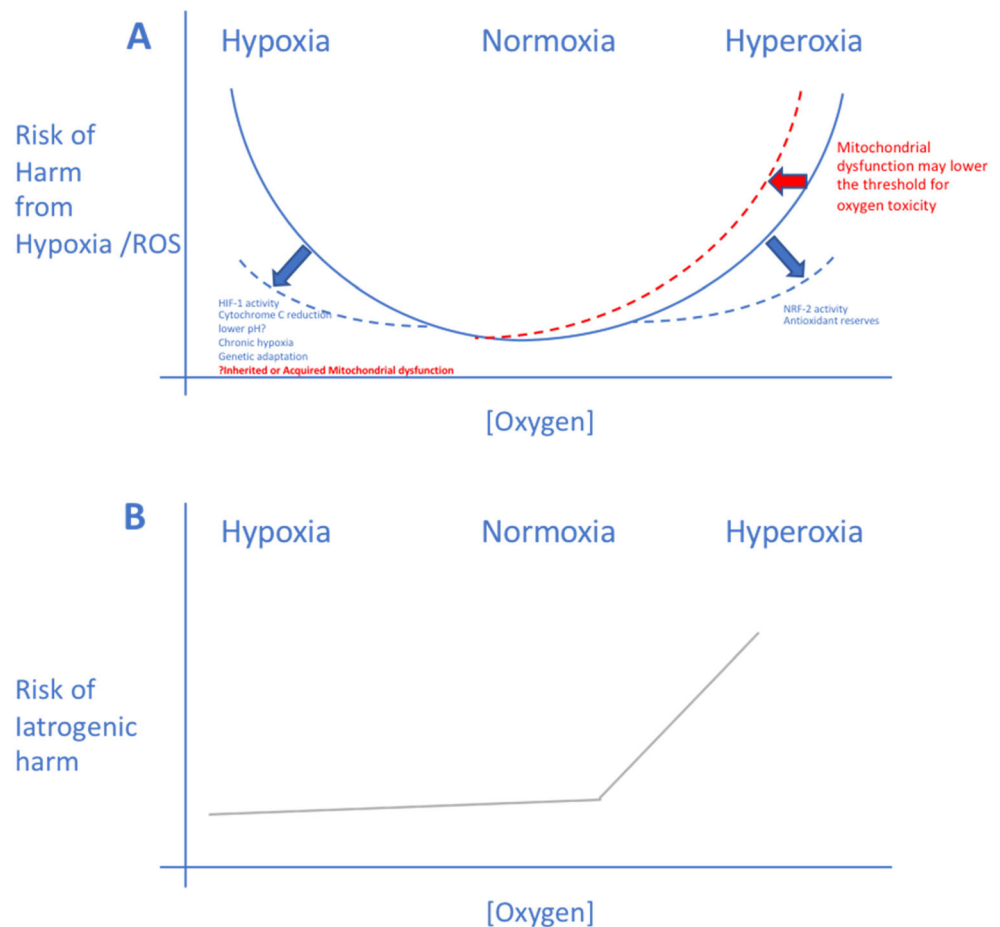 A
Hypoxia
Normoxia
Hyperoxia
Risk of
Harm
from
Hypoxia /ROS
Mitochondrial
dysfunction may lower
the threshold for
oxygen toxicity
HIF-1 activity
Cytochrome C reduction
lower pH?
Chronic hypoxia
Genetic adaptation
?Inherited or Acquired Mitochondrial dysfunction
NRF-2 activity
Antioxidant reserves
[Oxygen]
B
Hypoxia
Normoxia
Hyperoxia
Risk of
Iatrogenic
harm
[Oxygen]